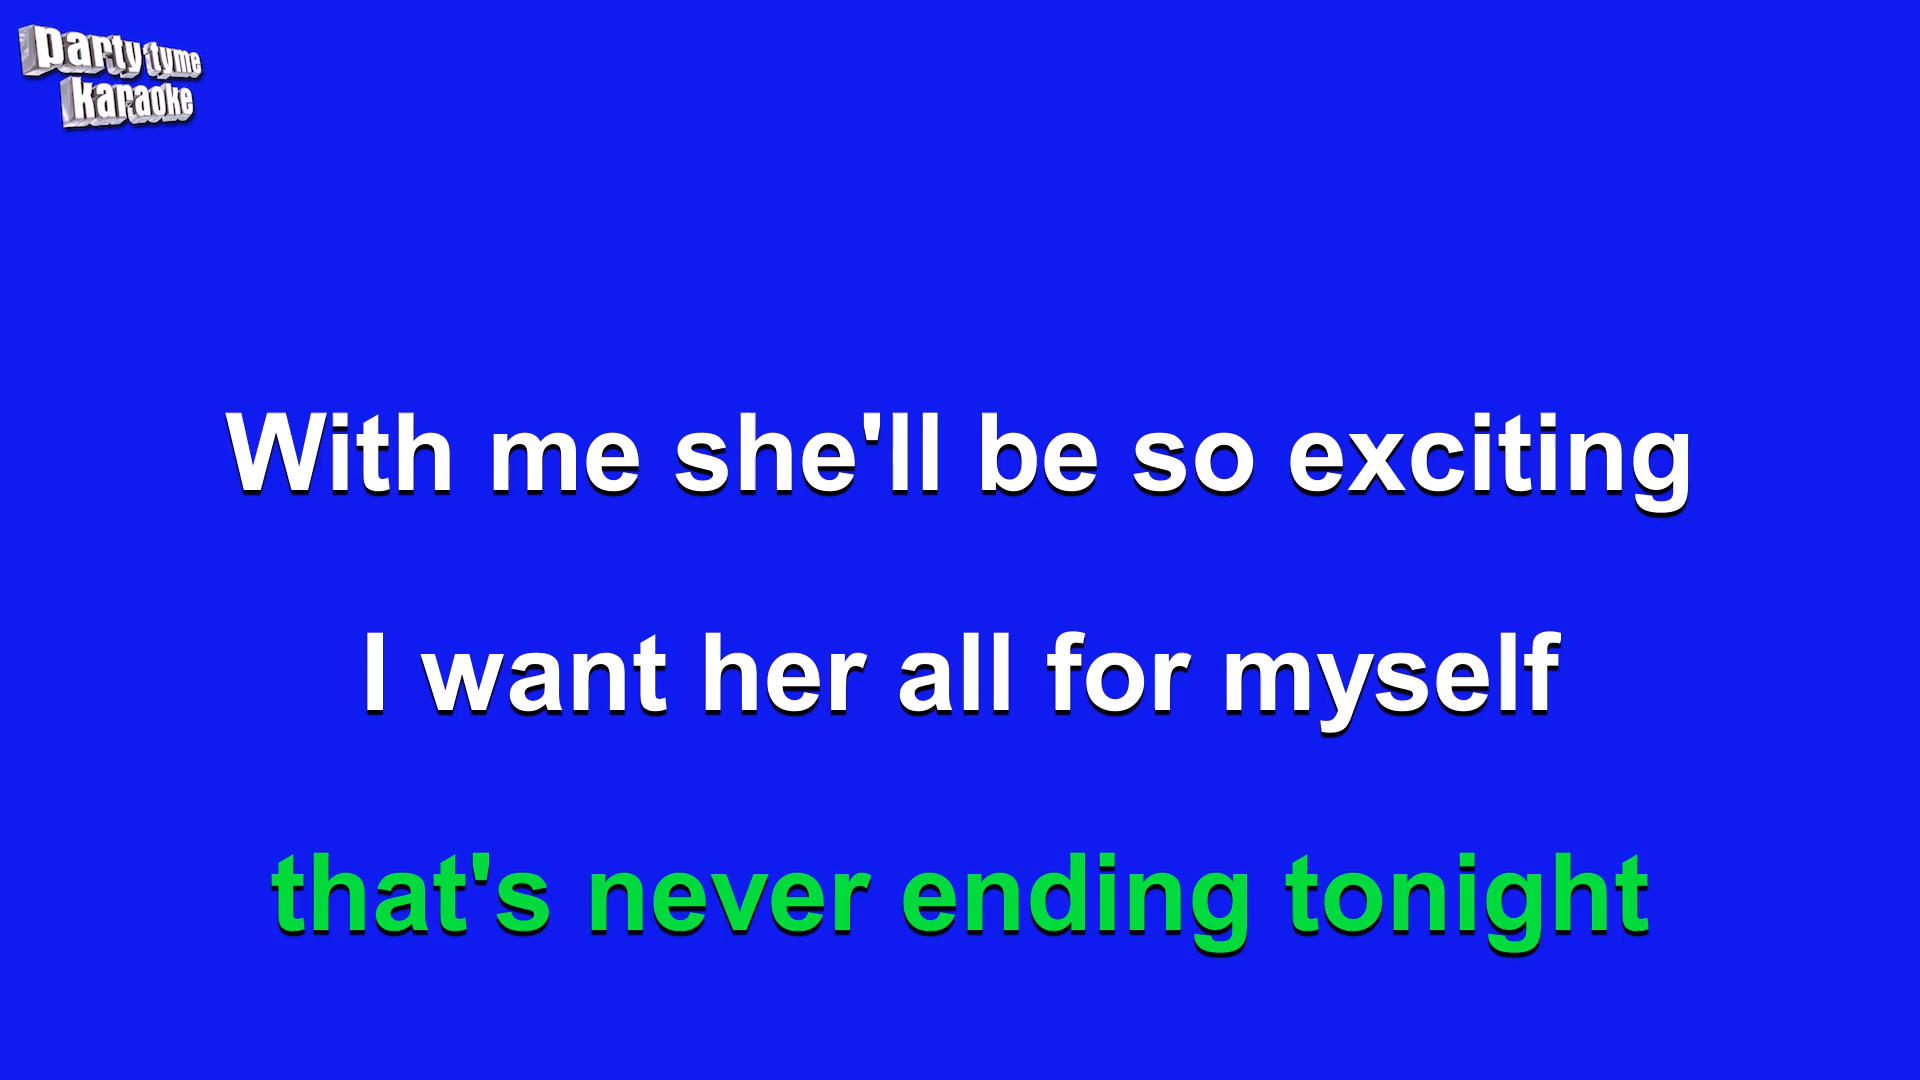 party tyme
karaoke
With me she'll be so exciting
I want her all for myself
that's never ending tonight